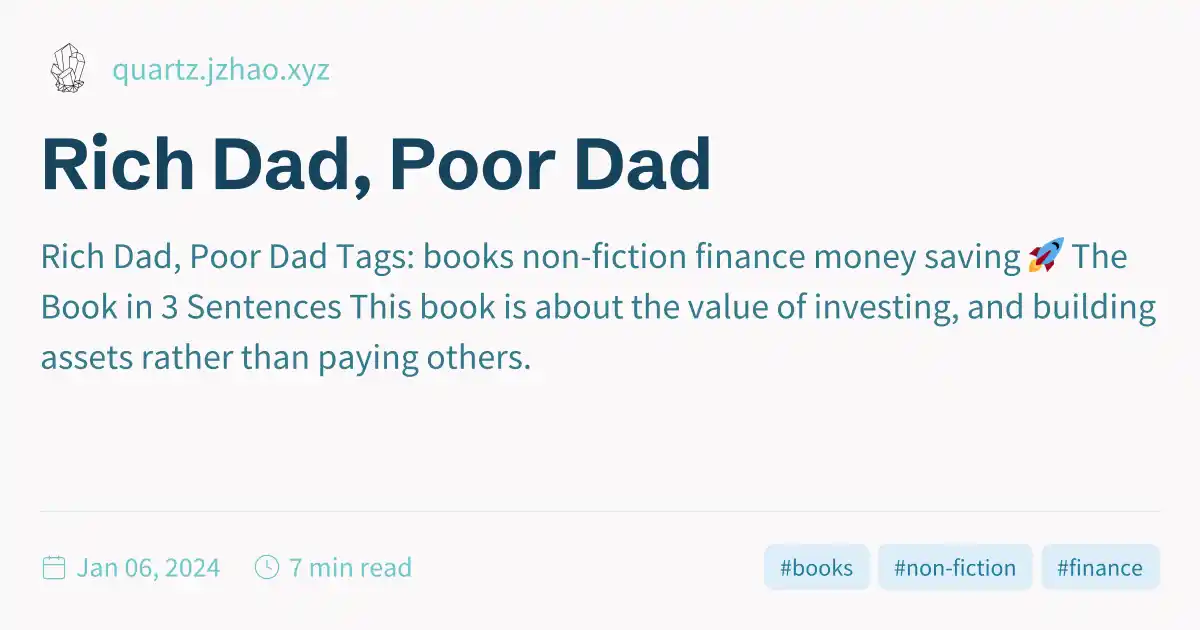 quartz.jzhao.xyz
Rich Dad, Poor Dad
Rich Dad, Poor Dad Tags: books non-fiction finance money saving 🚀 The
Book in 3 Sentences This book is about the value of investing, and building
assets rather than paying others.
Jan 06, 2024 7 min read #books #non-fiction #finance